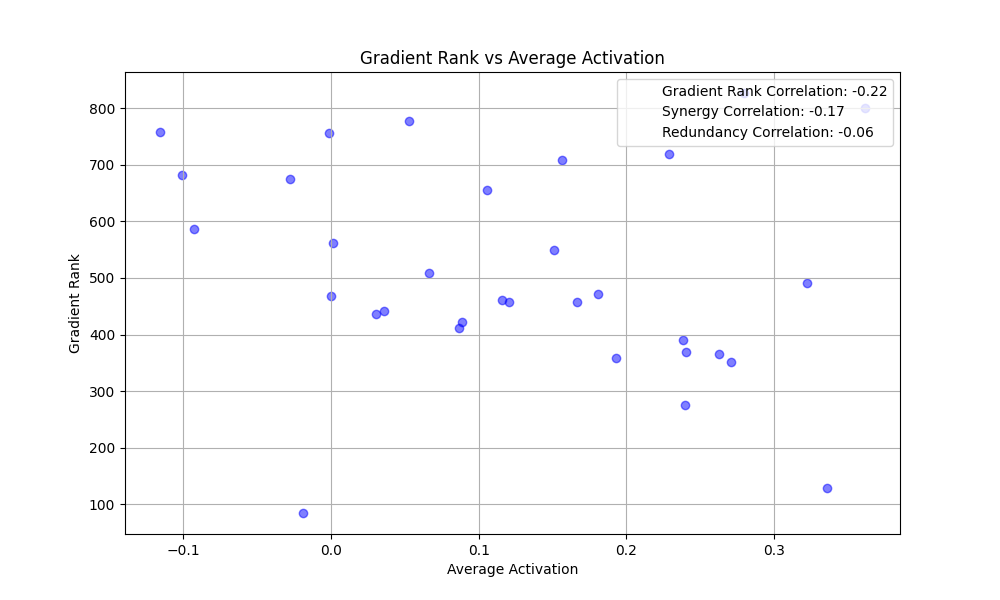 Gradient Rank vs Average Activation
Gradient Rank Correlation: -0.22
Synergy Correlation: -0.17
Redundancy Correlation: -0.06
800
700
600
500
400
300
200
100
Gradient Rank
−0.1
0.0
0.1
0.2
0.3
Average Activation